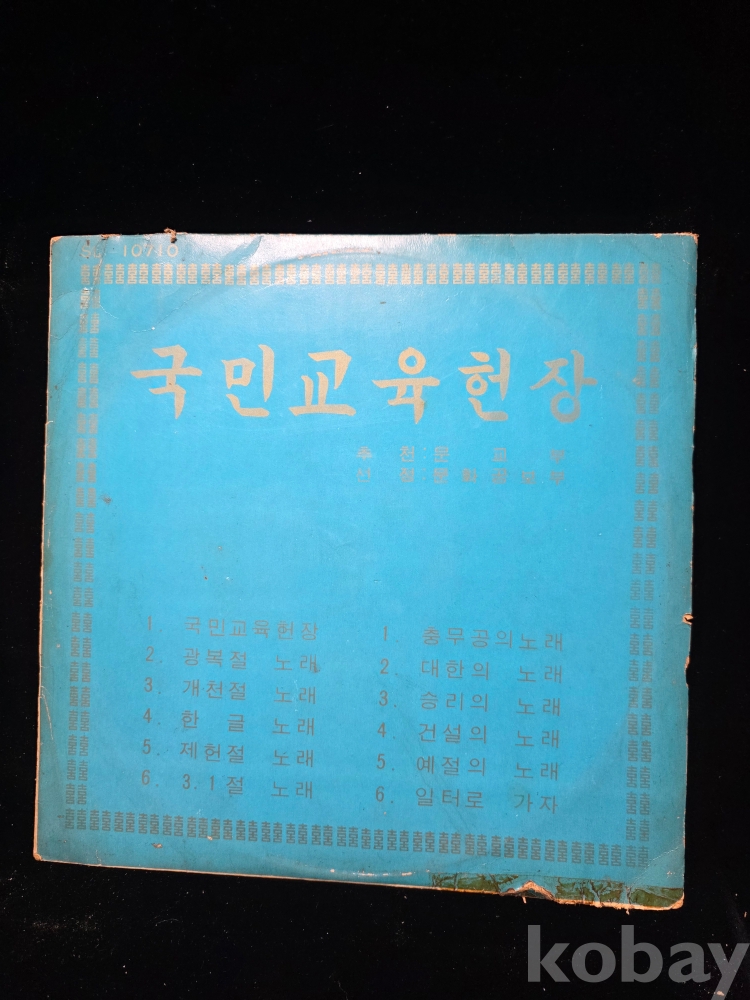 10710
국민교육헌장
추천:문교부
선정:문화공보부
1 국민교육헌장
2. 광복절 노래
3. 개천절 노래
4. 한글 노래
5 제헌절 노래
6. 3.1절 노래
1. 충무공의 노래
2 대한의 노래
3. 승리의 노래
4 건설의 노래
5. 예절의 노래
6. 일터로 가자
kobay